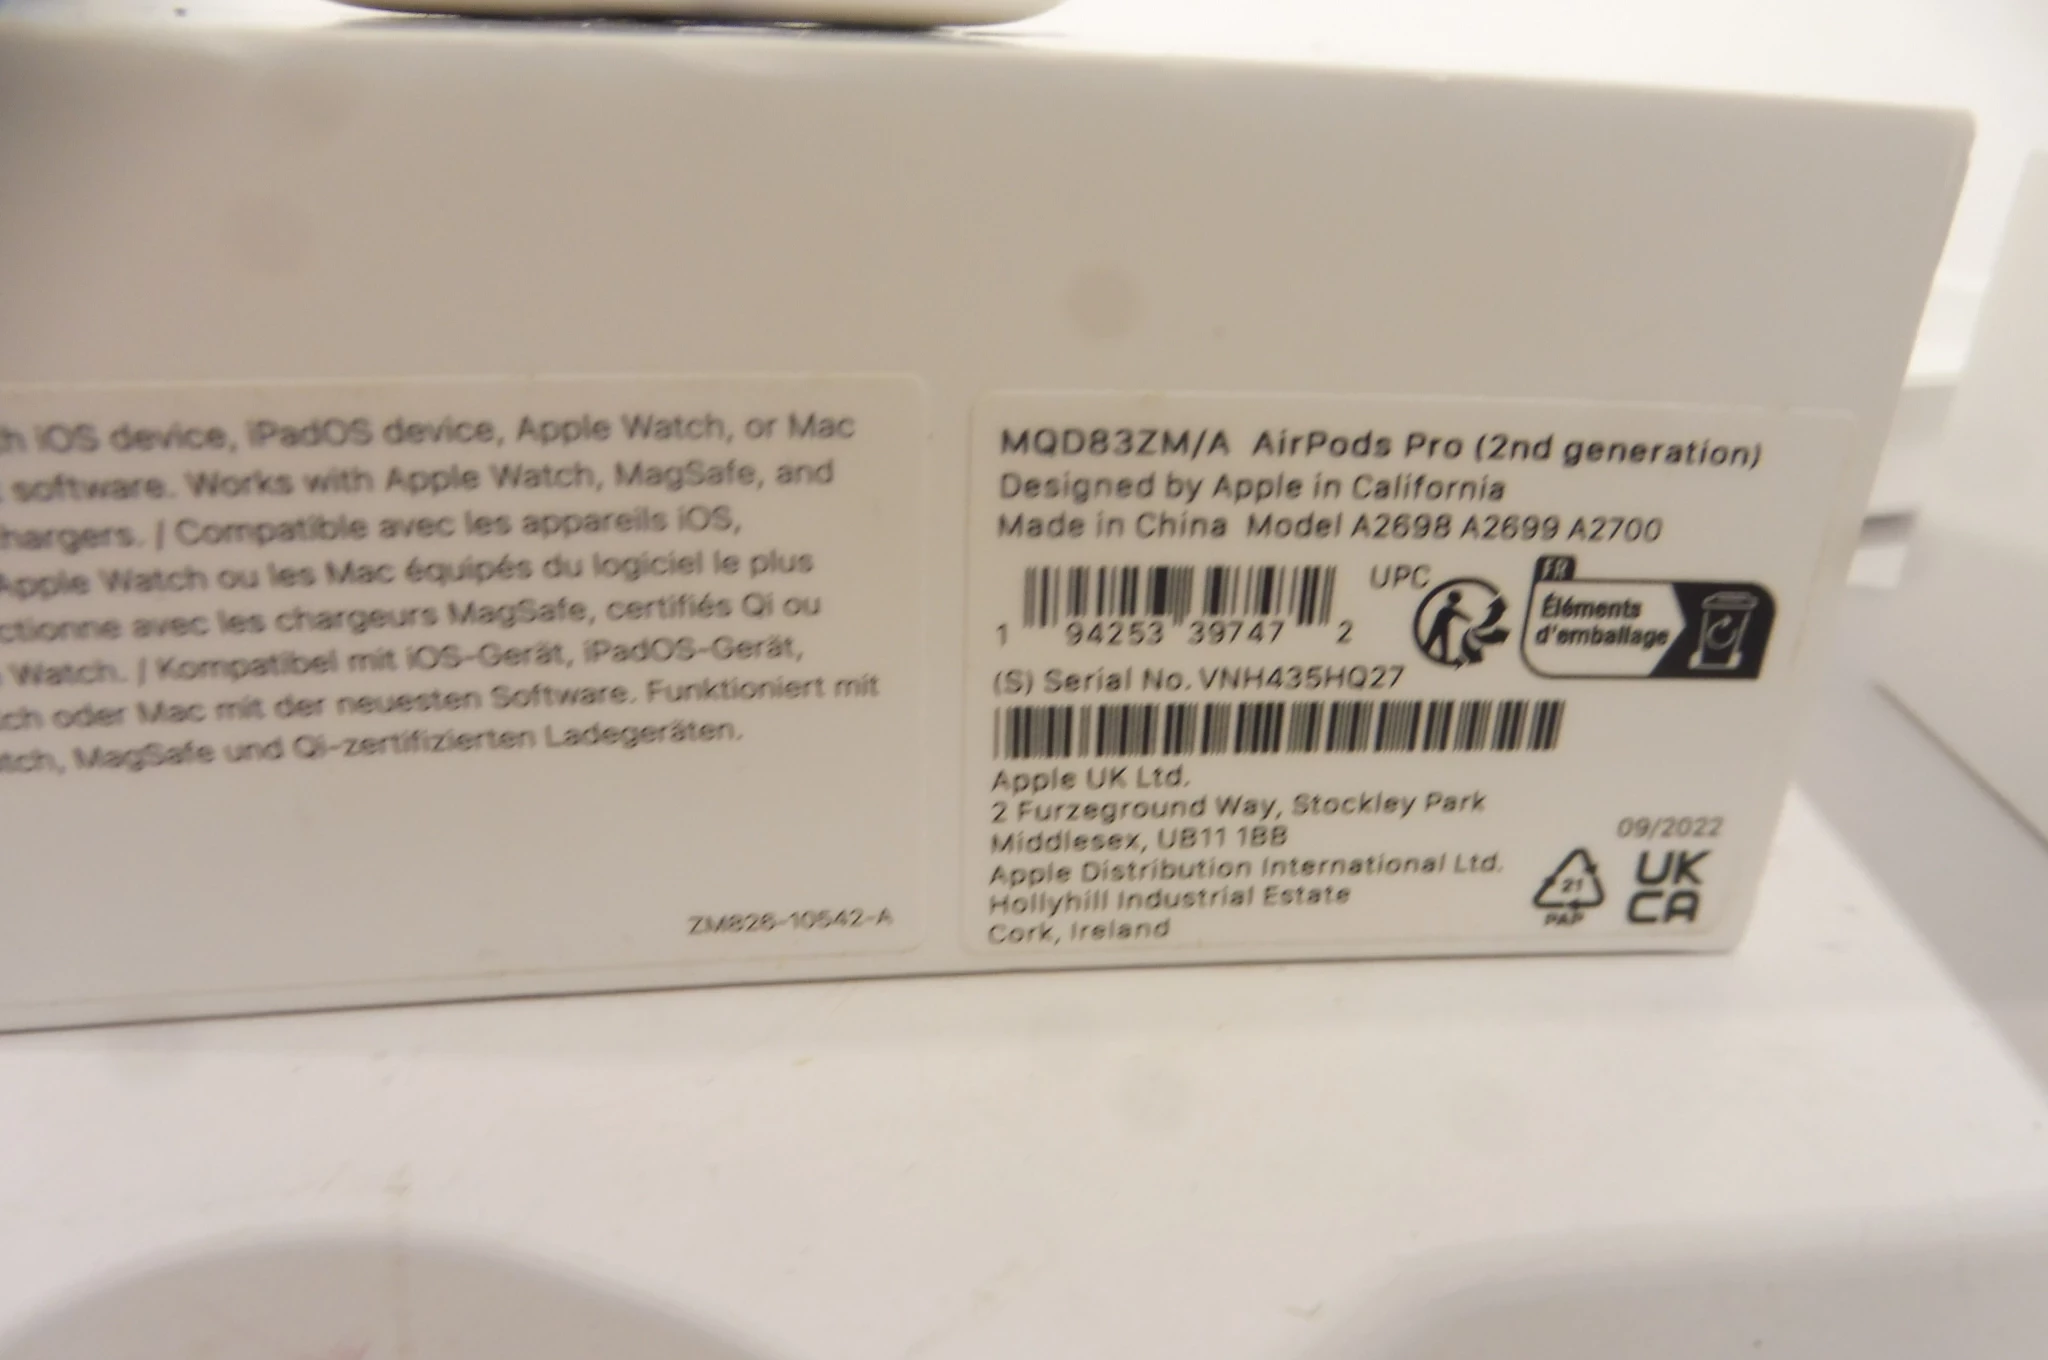 h iOS device, iPadOS device, Apple Watch, or Mac
software. Works with Apple Watch, MagSafe, and
hargers. / Compatible avec les appareils iOS,
Apple Watch ou les Mac équipés du logiciel le plus
ctionne avec les chargeurs MagSafe, certifiés Qi ou
Watch. / Kompatibel mit iOS-Gerät, iPadOS-Gerät,
ch oder Mac mit der neuesten Software. Funktioniert mit
tch, MagSafe und Qi-zertifizierten Ladegeräten.
ZM826-10542-A
MQD83ZM/A AirPods Pro (2nd generation)
Designed by Apple in California
Made in China Model A2698 A2699 A2700
UPC
1 94253 39747 2
FR
Éléments
d'emballage
(S) Serial No. VNH435HQ27
Apple UK Ltd.
2 Furzeground Way, Stockley Park
Middlesex, UB11 1BB
Apple Distribution International Ltd.
Hollyhill Industrial Estate
Cork, Ireland
09/2022
21
PAP
UK
CA